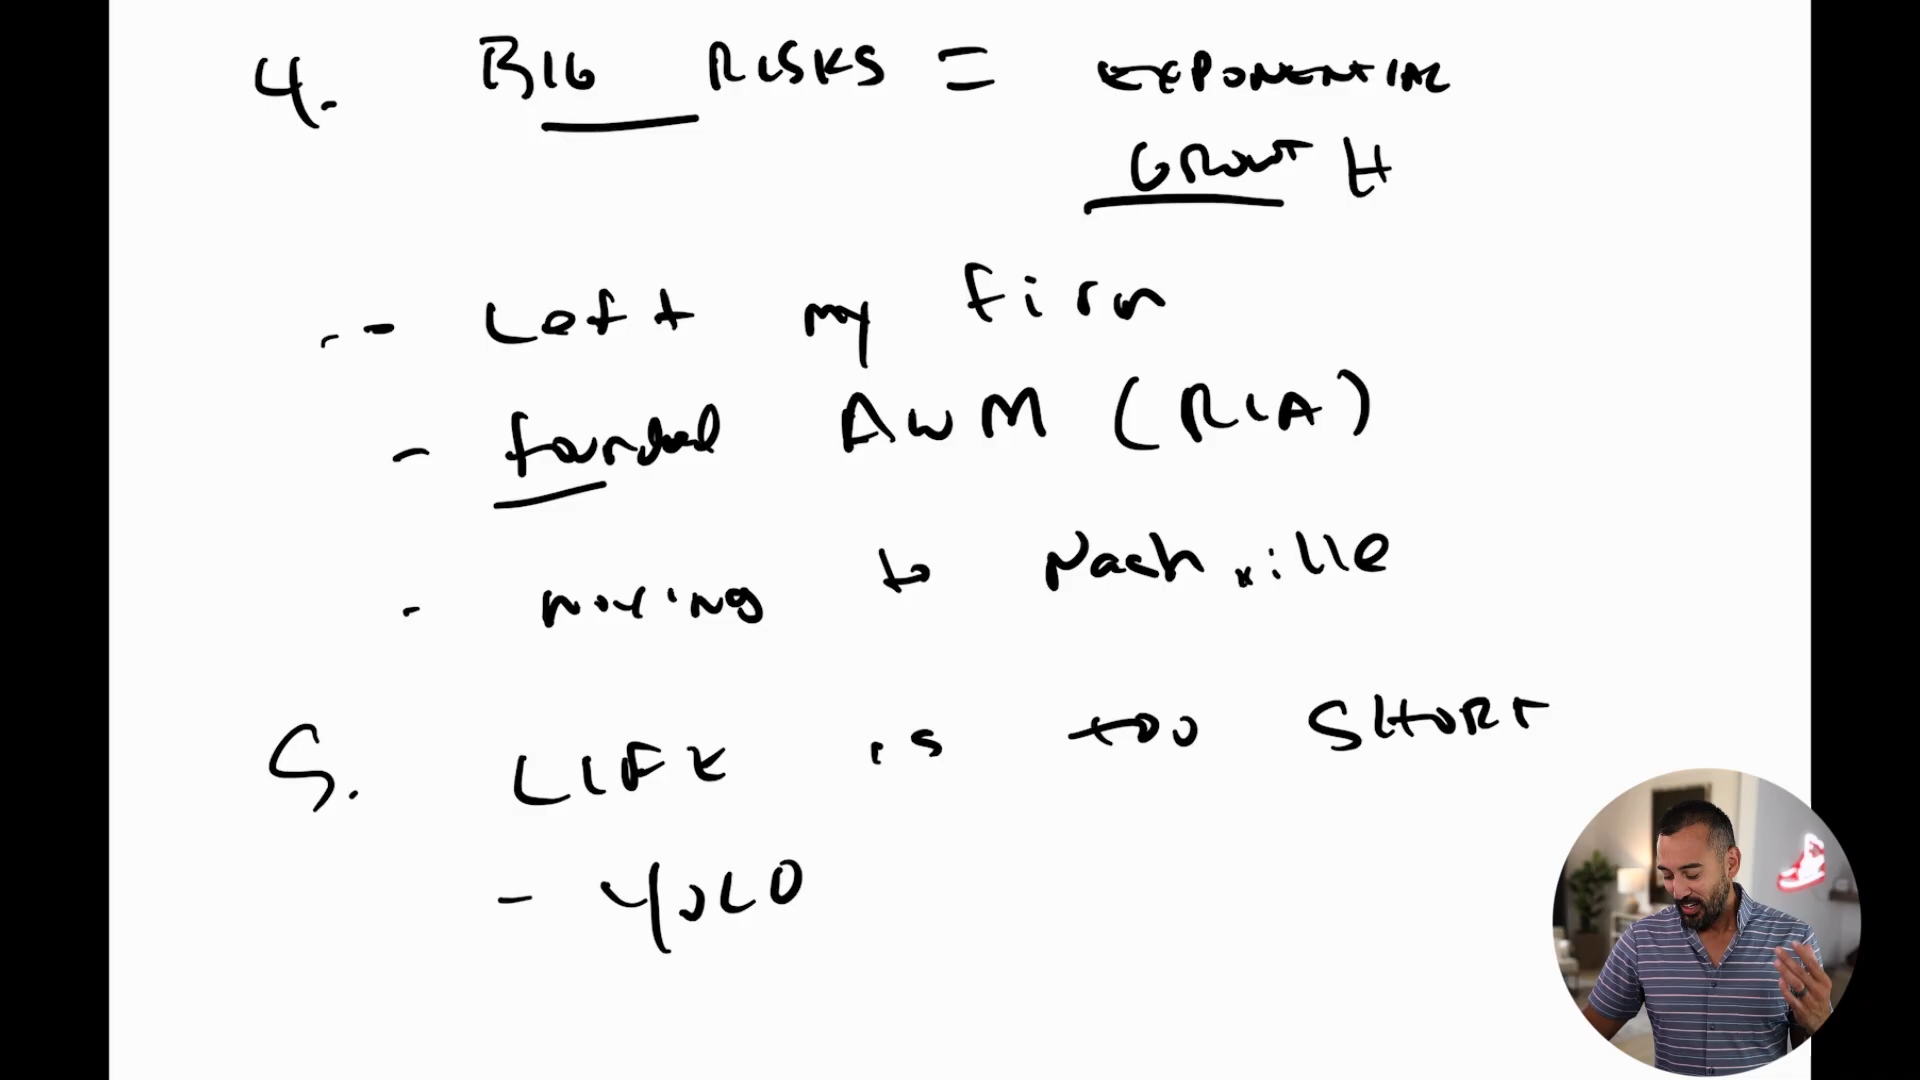 4. BIG RISKS = EXPONENTIAL
GROWTH
-- Left my firm
- founded AWM (RIA)
- moving to Nashville
5. LIFE is too SHORT
- YOLO